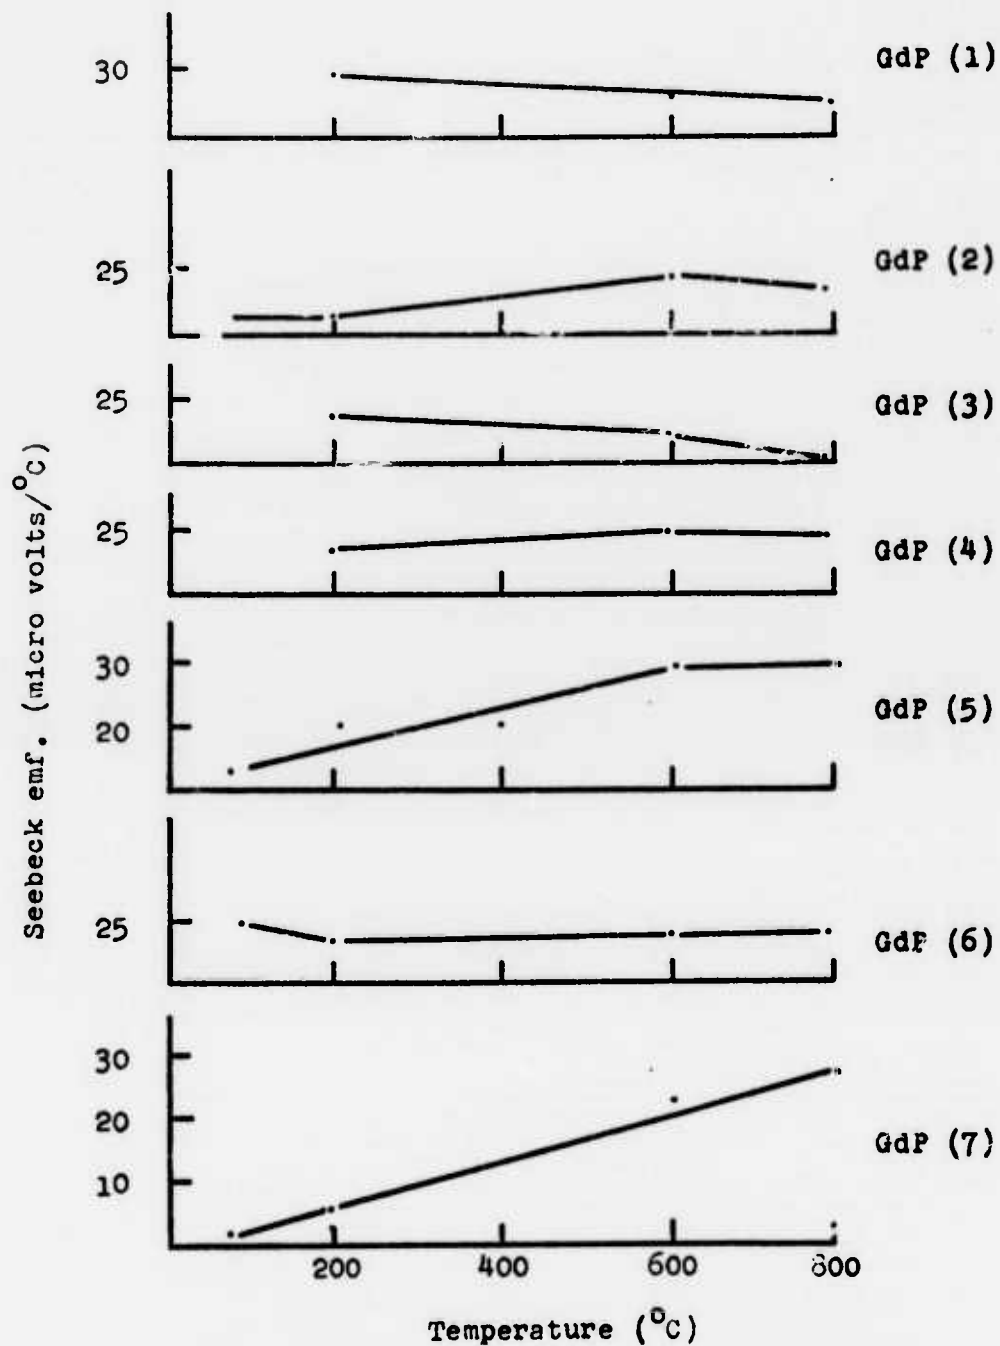 30
GdP (1)
25
GdP (2)
25
GdP (3)
25
GdP (4)
30
20
GdP (5)
25
GdP (6)
30
20
10
GdP (7)
200 400 600 800
Temperature (°C)
Seebeck emf. (micro volts/°C)